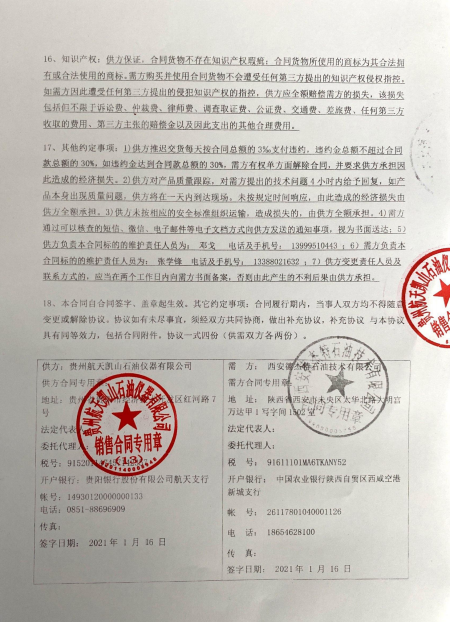 16、知识产权: 供方保证, 合同货物不存在知识产权瑕疵; 合同货物所使用的商标为其合法拥
有或合法使用的商标。需方购买并使用合同货物不会遭受任何第三方提出的知识产权侵权指控,
如需方因此遭受任何第三方提出的侵犯知识产权的指控, 供方应全额赔偿需方的损失, 该损失
包括但不限于诉讼费、仲裁费、律师费、调查取证费、公证费、交通费、差旅费、任何第三方
收取的费用、第三方主张的赔偿金以及因此支出的其他合理费用。
17、其他约定事项: 1)供方推迟交货每天按合同总额的3‰支付违约, 违约金总额不超过合同
款总额的30%, 如违约金达到合同款总额的30%, 需方有权单方面解除合同, 并要求供方承担因
此造成的经济损失。2)供方对产品质量跟踪, 对需方提出的技术问题4小时内给予回复, 如产
品本身出现质量问题, 供方将在一天内到达现场, 未按规定时间响应, 由此造成的经济损失由
供方全额承担。3)供方未按相应的安全标准组织运输, 造成损失的, 由供方全额承担。4)需方
通过可以核查的短信、微信、电子邮件等电子文档方式向供方发送的通知事项, 视为书面送达; 5)
供方负责本合同标的的维护责任人员为: 邓戈 电话及手机号: 13999510443 ; 6)需方负责本合
同标的的维护责任人员为: 张学锋 电话及手机号: 13388021632 ; 7)供方变更责任人员及
联系方式的, 应当在两个工作日内向需方书面备案, 否则由此产生的不利后果由供方承担。
18、本合同自合同签字、盖章起生效。其它约定事项: 合同履行期内, 当事人双方均不得随意
变更或解除协议、协议如有未尽事宜, 须经双方共同协商, 做出补充协议, 补充协议 与本协议
具有同等效力, 包括合同附件。协议一式四份(供需双方各两份)。
供方: 贵州航天凯山石油仪器有限公司
供方合同专用章:
地址: 贵州
区红河路 7
号
法定代表人:
委托代理人:
税 号: 91520
开户银行: 贵阳银行股份有限公司航天支行
帐号: 14930120000000133
电话: 0851-88696909
传真:
签字日期: 2021 年 1 月 16 日
需 方: 西安
石油技术有限公司
需方合同专用章:
地 址: 陕西省西安市未央区太华北路大明宫
万达甲 1 写字间 1502 室
法定代表人:
委托代理人:
税 号: 91611101MA6TKANY52
开户银行: 中国农业银行陕西自贸区西咸空港
新城支行
帐 号: 26117801040001126
电 话: 18654628100
传 真:
签字日期: 2021 年 1 月 16 日
贵州航天凯山石油仪器有限公司
销售合同专用章
(13)
合同专用章
贵州航天凯山石油仪器有限公司